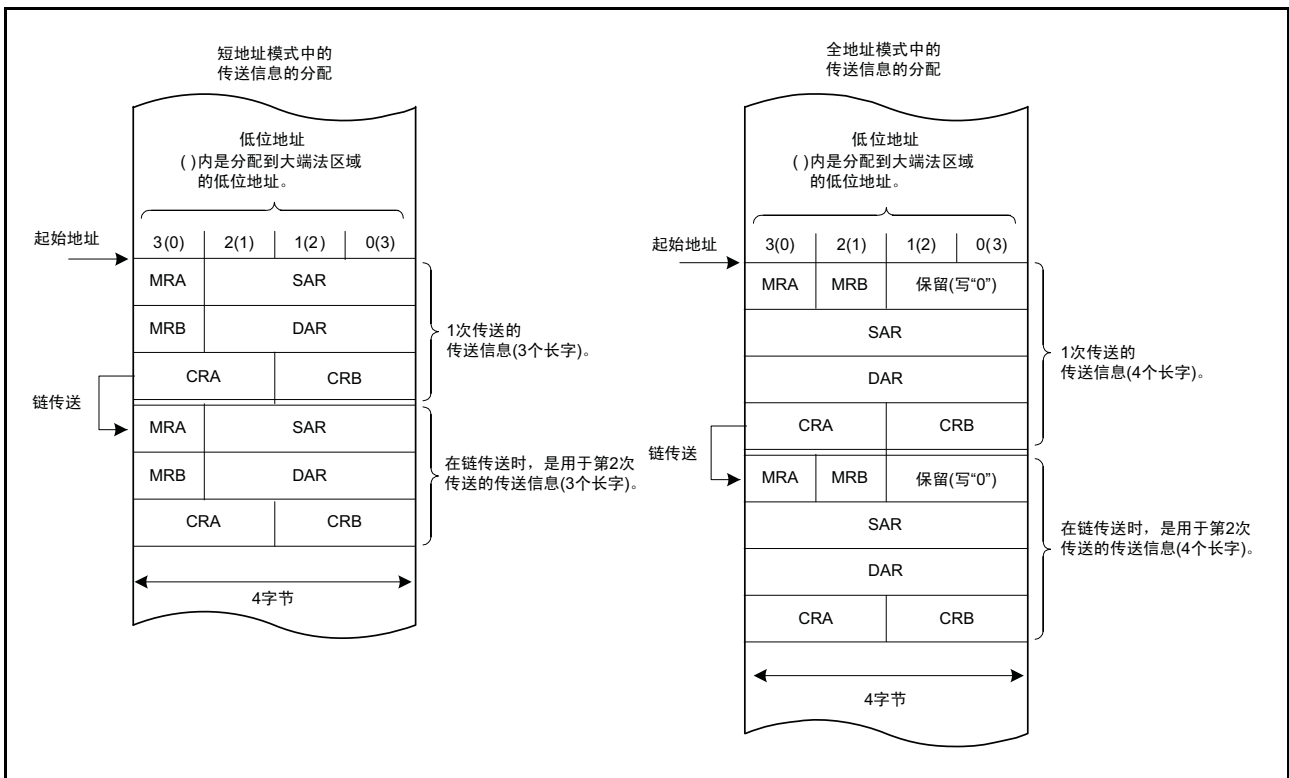 短地址模式中的
传送信息的分配
低位地址
( )内是分配到大端法区域
的低位地址。
起始地址
3(0) 2(1) 1(2) 0(3)
MRA SAR
MRB DAR
CRA CRB
1次传送的
传送信息(3个长字)。
链传送
MRA SAR
MRB DAR
CRA CRB
在链传送时，是用于第2次
传送的传送信息(3个长字)。
4字节
全地址模式中的
传送信息的分配
低位地址
( )内是分配到大端法区域
的低位地址。
起始地址
3(0) 2(1) 1(2) 0(3)
MRA MRB 保留(写“0”)
SAR
DAR
CRA CRB
1次传送的
传送信息(4个长字)。
链传送
MRA MRB 保留(写“0”)
SAR
DAR
CRA CRB
在链传送时，是用于第2次
传送的传送信息(4个长字)。
4字节